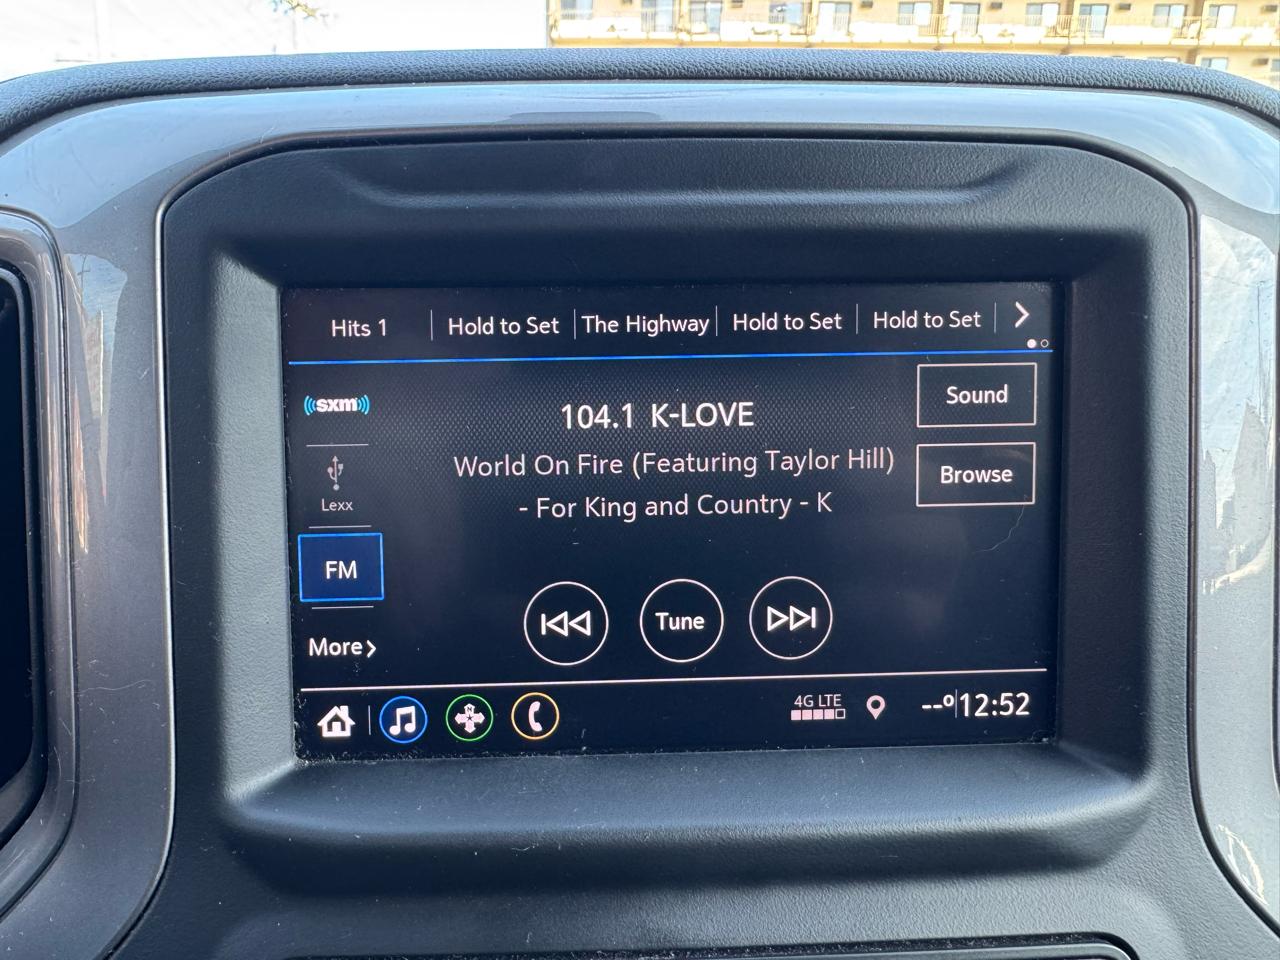 Hits 1
Hold to Set
The Highway
Hold to Set
Hold to Set
sxm
Lexx
FM
More
104.1 K-LOVE
World On Fire (Featuring Taylor Hill)
- For King and Country - K
Sound
Browse
Tune
N
4G LTE
--° 12:52